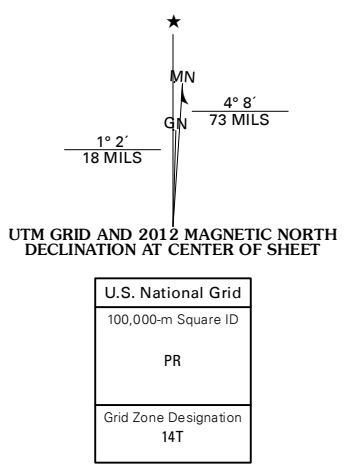 ★
MN
4° 8´
73 MILS
GN
1° 2´
18 MILS
UTM GRID AND 2012 MAGNETIC NORTH
DECLINATION AT CENTER OF SHEET
U.S. National Grid
100,000-m Square ID
PR
Grid Zone Designation
14T